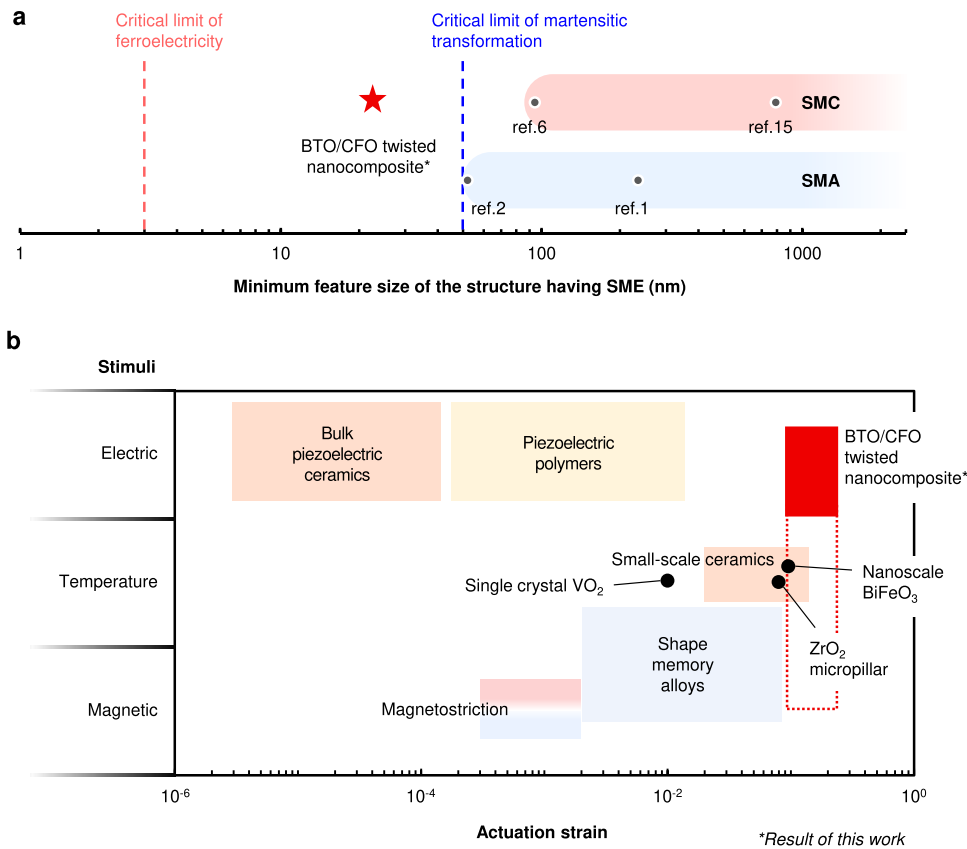 a
Critical limit of
ferroelectricity
Critical limit of martensitic
transformation
SMC
ref.6
ref.15
BTO/CFO twisted
nanocomposite*
SMA
ref.2
ref.1
1
10
100
1000
Minimum feature size of the structure having SME (nm)
b
Stimuli
Electric
Bulk
piezoelectric
ceramics
Piezoelectric
polymers
BTO/CFO
twisted
nanocomposite*
Temperature
Small-scale ceramics
Single crystal VO₂
Nanoscale
BiFeO₃
ZrO₂
micropillar
Shape
memory
alloys
Magnetic
Magnetostriction
10⁻⁶
10⁻⁴
10⁻²
10⁰
Actuation strain
*Result of this work